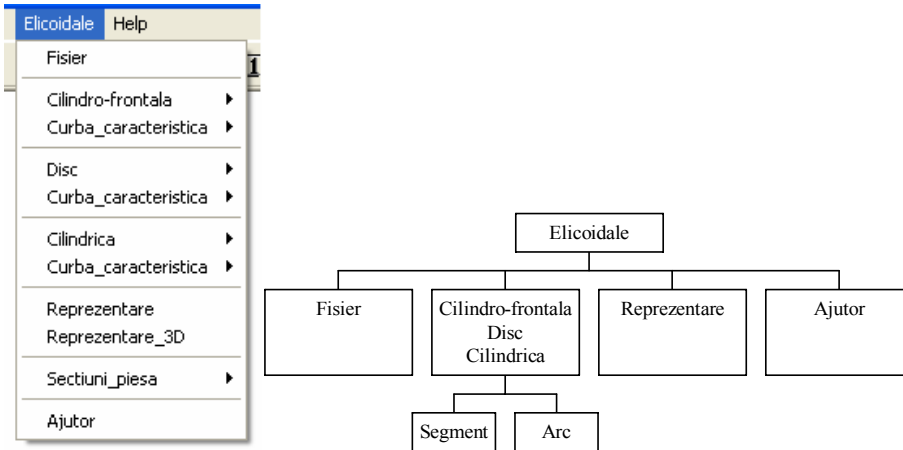 Elicoidale Help
Fisier
1
Cilindro-frontala
Curba_caracteristica
Disc
Curba_caracteristica
Cilindrica
Curba_caracteristica
Reprezentare
Reprezentare_3D
Sectiuni_piesa
Ajutor
Elicoidale
Fisier
Cilindro-frontala
Disc
Cilindrica
Reprezentare
Ajutor
Segment
Arc